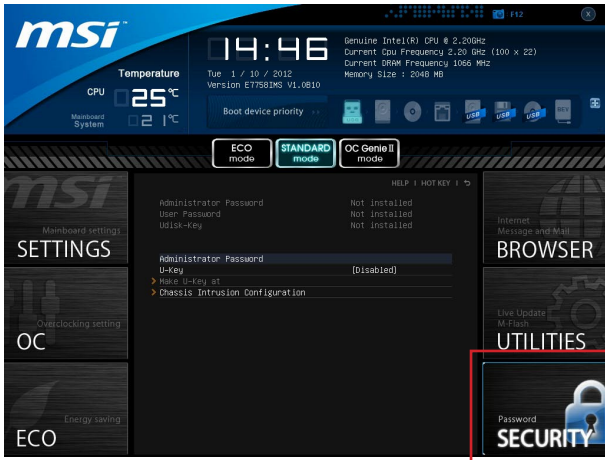 msi
F12
X
14:46
Genuine Intel(R) CPU @ 2.20GHz
Current Cpu Frequency 2.20 GHz (100 x 22)
Current DRAM Frequency 1066 MHz
Memory Size : 2048 MB
Temperature
CPU 25°C
Mainboard
System 21°C
Tue 1 / 10 / 2012
Version E7758IMS V1.0B10
Boot device priority
USB USB USB REV
ECO
mode
STANDARD
mode
OC Genie II
mode
HELP | HOT KEY |
msi
Mainboard settings
SETTINGS
Overclocking setting
OC
Energy saving
ECO
Administrator Password Not installed
User Password Not installed
Udisk-Key Not installed
Administrator Password
U-Key [Disabled]
> Make U-Key at
> Chassis Intrusion Configuration
Internet
Message and Mail
BROWSER
Live Update
M-Flash
UTILITIES
Password
SECURITY